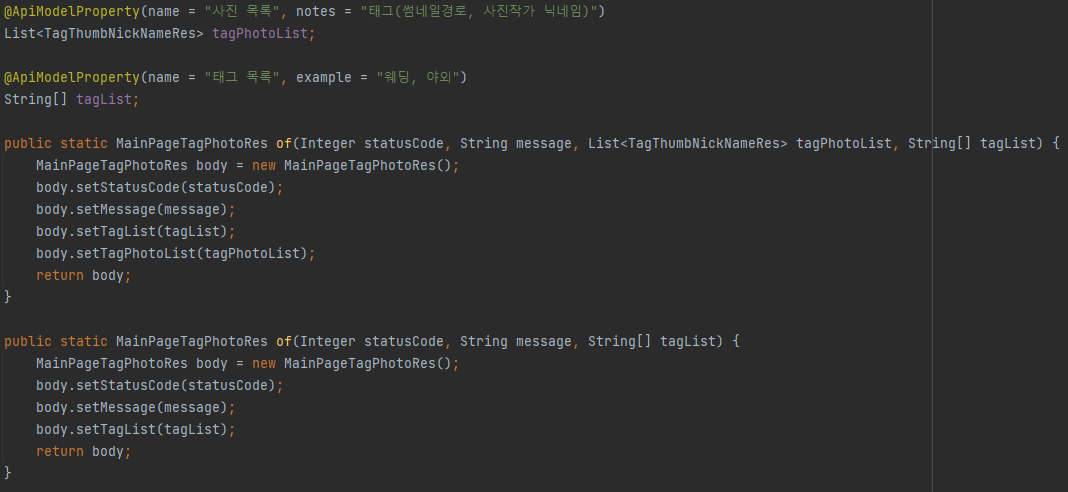 @ApiModelProperty(name = "사진 목록", notes = "태그(썸네일경로, 사진작가 닉네임)")
List<TagThumbNickNameRes> tagPhotoList;
@ApiModelProperty(name = "태그 목록", example = "웨딩, 야외")
String[] tagList;
public static MainPageTagPhotoRes of(Integer statusCode, String message, List<TagThumbNickNameRes> tagPhotoList, String[] tagList) {
    MainPageTagPhotoRes body = new MainPageTagPhotoRes();
    body.setStatusCode(statusCode);
    body.setMessage(message);
    body.setTagList(tagList);
    body.setTagPhotoList(tagPhotoList);
    return body;
}
public static MainPageTagPhotoRes of(Integer statusCode, String message, String[] tagList) {
    MainPageTagPhotoRes body = new MainPageTagPhotoRes();
    body.setStatusCode(statusCode);
    body.setMessage(message);
    body.setTagList(tagList);
    return body;
}